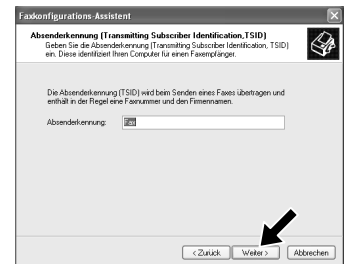 Faxkonfigurations-Assistent
Absenderkennung (Transmitting Subscriber Identification,TSID)
Geben Sie die Absenderkennung (Transmitting Subscriber Identification, TSID)
ein. Diese identifiziert Ihren Computer für einen Faxempfänger.
Die Absenderkennung (TSID) wird beim Senden eines Faxes übertragen und
enthält in der Regel eine Faxnummer und den Firmennamen.
Absenderkennung: Fax
< Zurück Weiter > Abbrechen